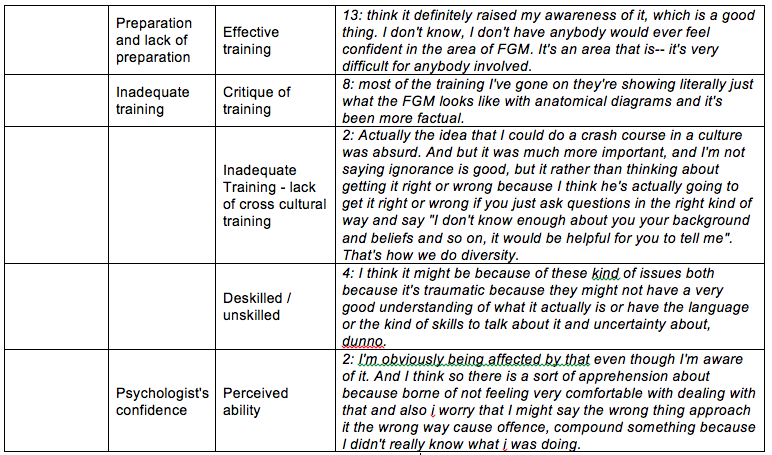 Preparation
and lack of
preparation
Effective
training
13: think it definitely raised my awareness of it, which is a good
thing. I don't know, I don't have anybody would ever feel
confident in the area of FGM. It's an area that is-- it's very
difficult for anybody involved.
Inadequate
training
Critique of
training
8: most of the training I've gone on they're showing literally just
what the FGM looks like with anatomical diagrams and it's
been more factual.
Inadequate
Training - lack
of cross cultural
training
2: Actually the idea that I could do a crash course in a culture
was absurd. And but it was much more important, and I'm not
saying ignorance is good, but it rather than thinking about
getting it right or wrong because I think he's actually going to
get it right or wrong if you just ask questions in the right kind of
way and say "I don't know enough about you your background
and beliefs and so on, it would be helpful for you to tell me".
That's how we do diversity.
Deskilled /
unskilled
4: I think it might be because of these kind of issues both
because it's traumatic because they might not have a very
good understanding of what it actually is or have the language
or the kind of skills to talk about it and uncertainty about,
dunno.
Psychologist's
confidence
Perceived
ability
2: I'm obviously being affected by that even though I'm aware
of it. And I think so there is a sort of apprehension about
because borne of not feeling very comfortable with dealing with
that and also i worry that I might say the wrong thing approach
it the wrong way cause offence, compound something because
I didn't really know what i was doing.